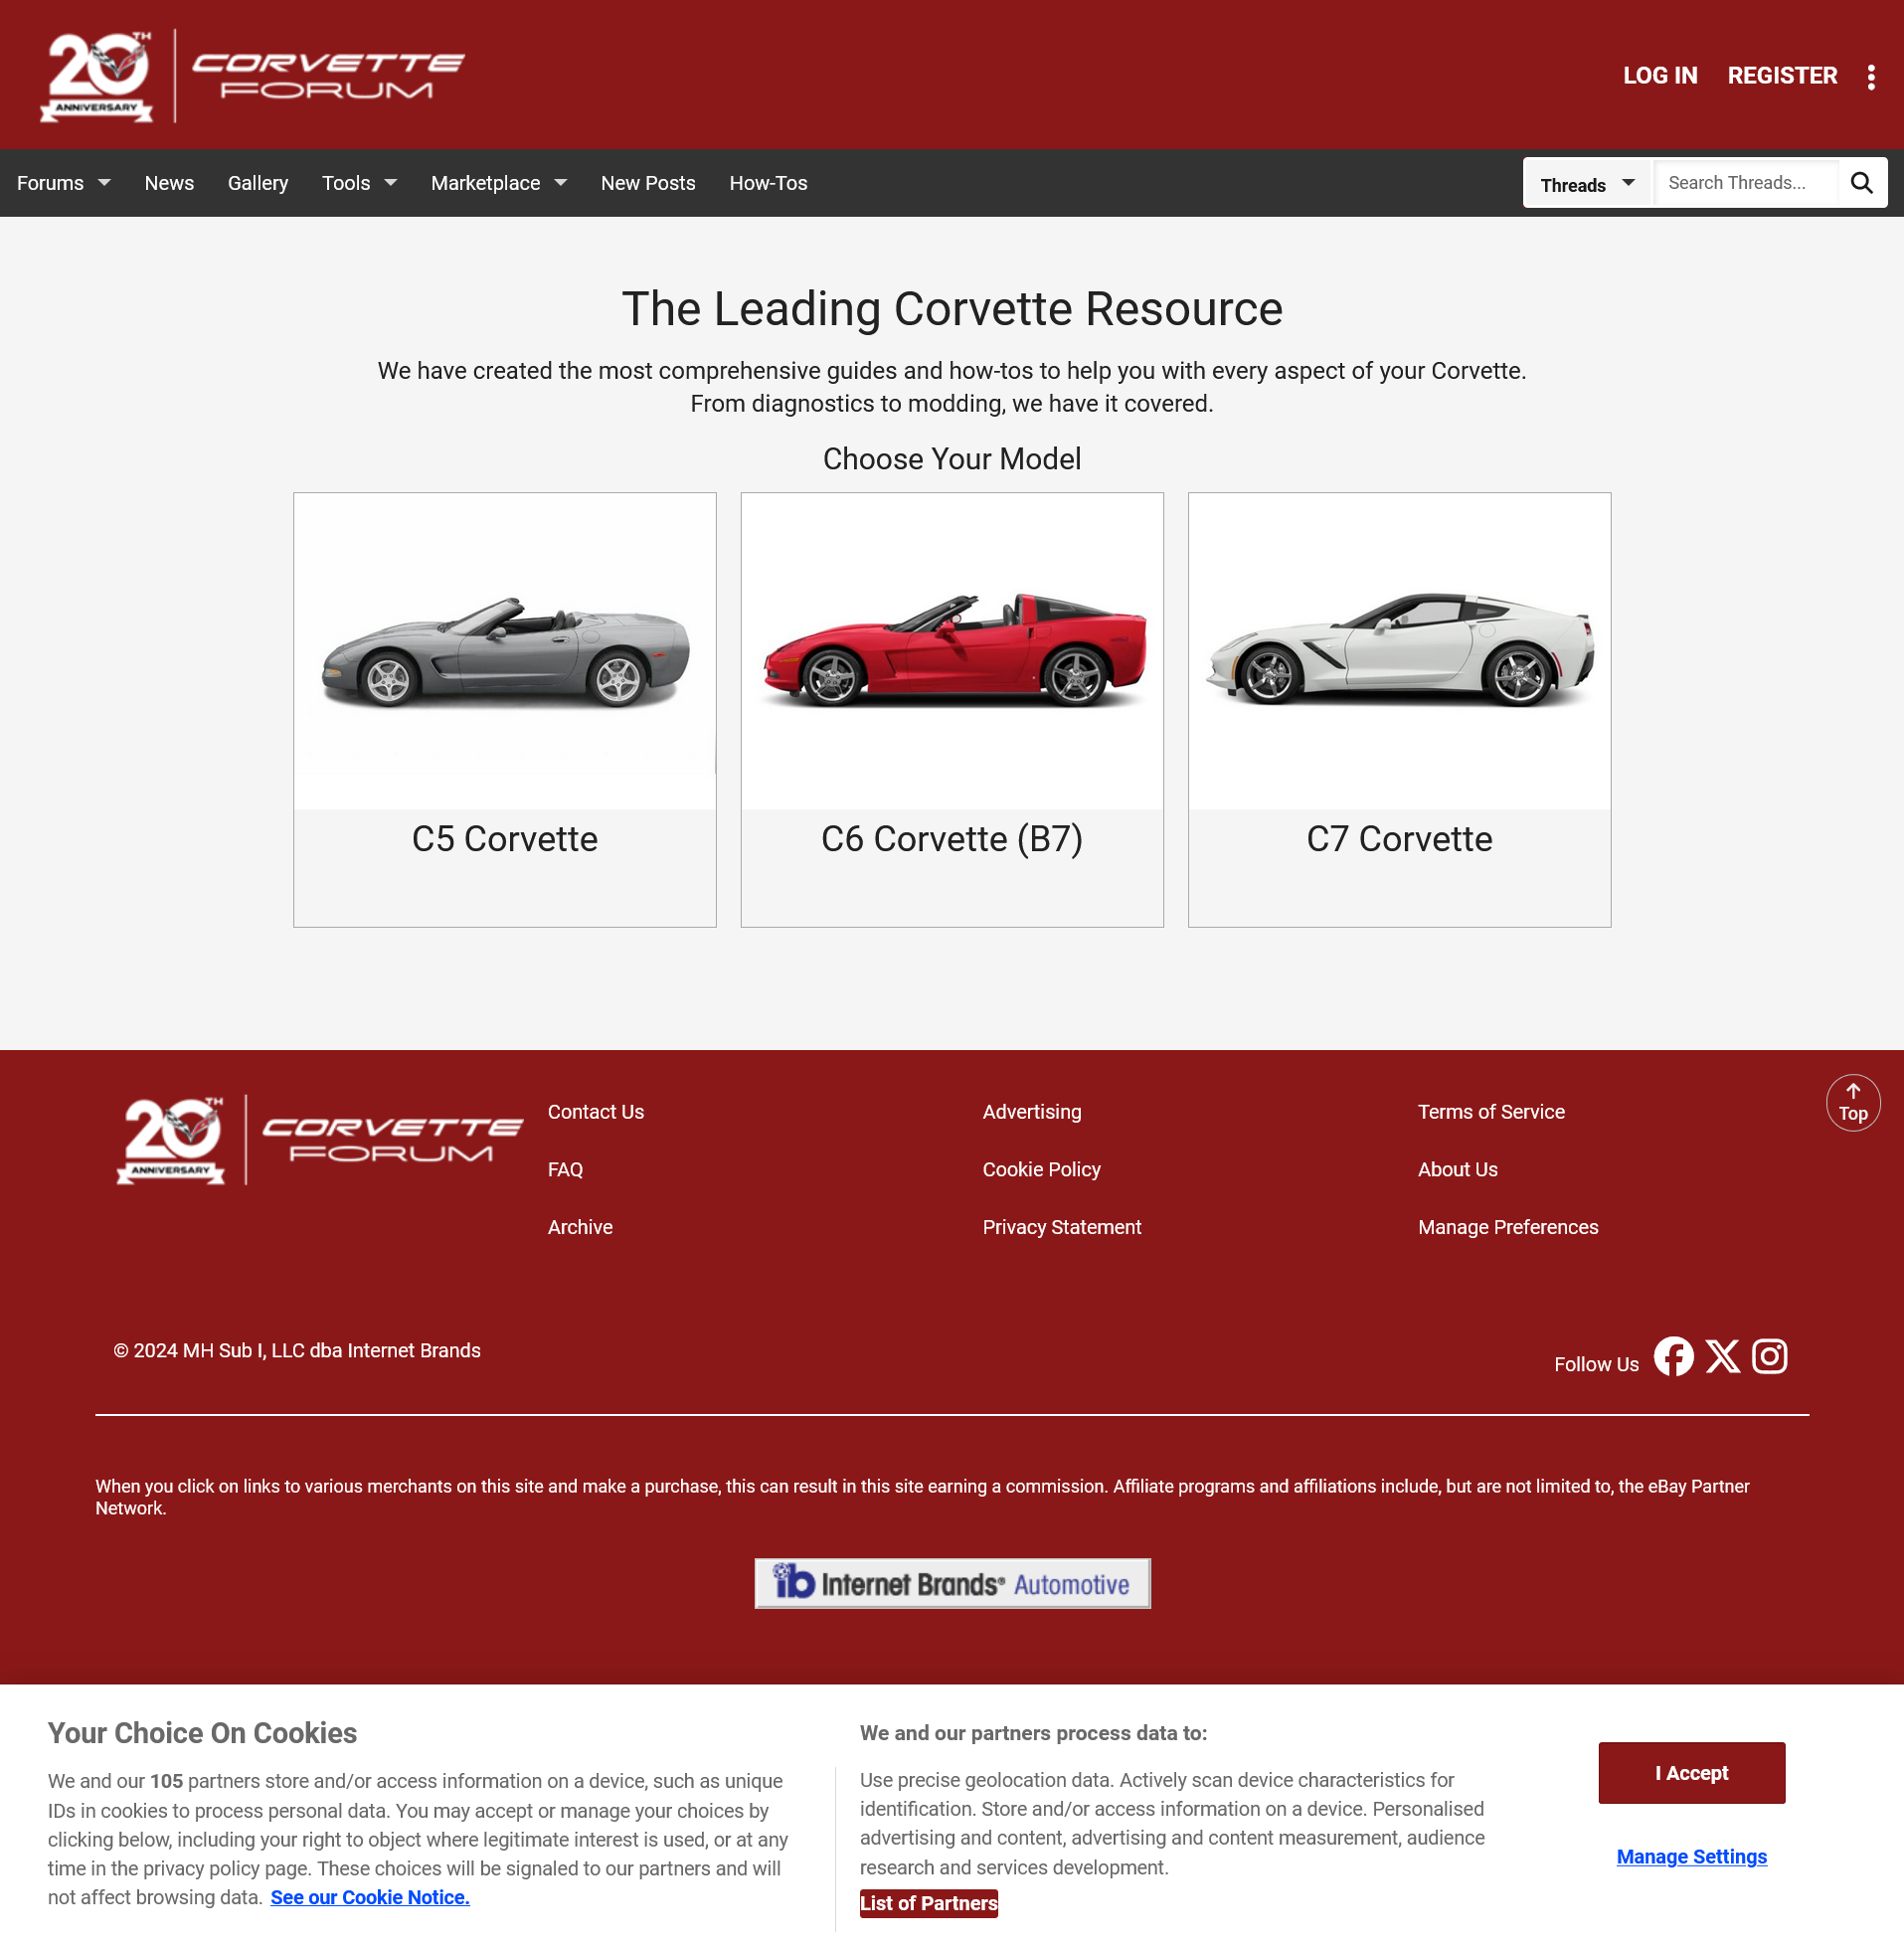 20TH
ANNIVERSARY
CORVETTE
FORUM
LOG IN REGISTER
Forums News Gallery Tools Marketplace New Posts How-Tos Threads Search Threads...
The Leading Corvette Resource
We have created the most comprehensive guides and how-tos to help you with every aspect of your Corvette.
From diagnostics to modding, we have it covered.
Choose Your Model
C5 Corvette C6 Corvette (B7) C7 Corvette
20TH
ANNIVERSARY
CORVETTE
FORUM
Contact Us Advertising Terms of Service
Top
FAQ Cookie Policy About Us
Archive Privacy Statement Manage Preferences
© 2024 MH Sub I, LLC dba Internet Brands
Follow Us
When you click on links to various merchants on this site and make a purchase, this can result in this site earning a commission. Affiliate programs and affiliations include, but are not limited to, the eBay Partner
Network.
ib Internet Brands® Automotive
Your Choice On Cookies
We and our 105 partners store and/or access information on a device, such as unique
IDs in cookies to process personal data. You may accept or manage your choices by
clicking below, including your right to object where legitimate interest is used, or at any
time in the privacy policy page. These choices will be signaled to our partners and will
not affect browsing data. See our Cookie Notice.
We and our partners process data to:
Use precise geolocation data. Actively scan device characteristics for
identification. Store and/or access information on a device. Personalised
advertising and content, advertising and content measurement, audience
research and services development.
List of Partners
I Accept
Manage Settings